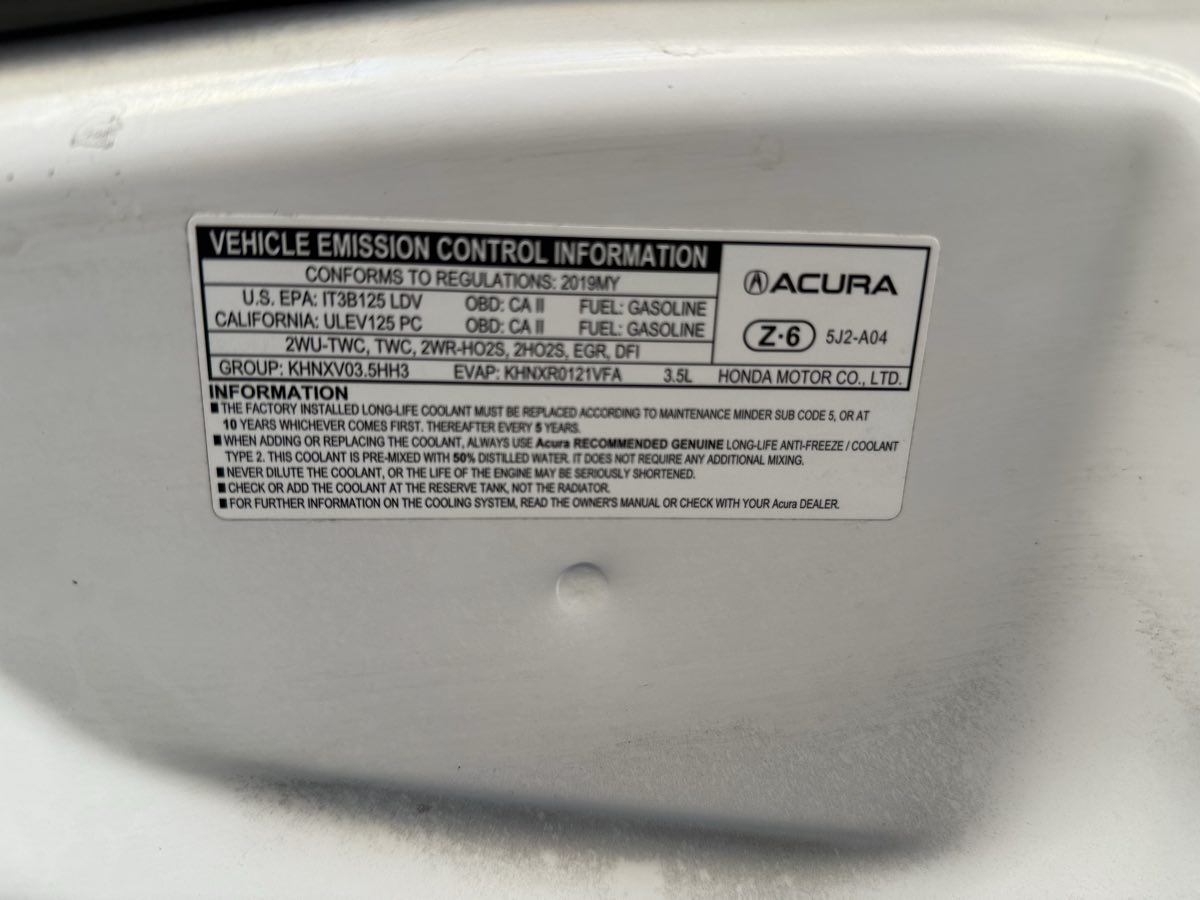 VEHICLE EMISSION CONTROL INFORMATION
CONFORMS TO REGULATIONS: 2019MY
U.S. EPA: IT3B125 LDV OBD: CA II FUEL: GASOLINE
CALIFORNIA: ULEV125 PC OBD: CA II FUEL: GASOLINE
2WU-TWC, TWC, 2WR-HO2S, 2HO2S, EGR, DFI
GROUP: KHNXV03.5HH3 EVAP: KHNXR0121VFA 3.5L
ACURA
Z·6 5J2-A04
HONDA MOTOR CO., LTD.
INFORMATION
■ THE FACTORY INSTALLED LONG-LIFE COOLANT MUST BE REPLACED ACCORDING TO MAINTENANCE MINDER SUB CODE 5, OR AT
10 YEARS WHICHEVER COMES FIRST. THEREAFTER EVERY 5 YEARS.
■ WHEN ADDING OR REPLACING THE COOLANT, ALWAYS USE Acura RECOMMENDED GENUINE LONG-LIFE ANTI-FREEZE / COOLANT
TYPE 2. THIS COOLANT IS PRE-MIXED WITH 50% DISTILLED WATER. IT DOES NOT REQUIRE ANY ADDITIONAL MIXING.
■ NEVER DILUTE THE COOLANT, OR THE LIFE OF THE ENGINE MAY BE SERIOUSLY SHORTENED.
■ CHECK OR ADD THE COOLANT AT THE RESERVE TANK, NOT THE RADIATOR.
■ FOR FURTHER INFORMATION ON THE COOLING SYSTEM, READ THE OWNER'S MANUAL OR CHECK WITH YOUR Acura DEALER.